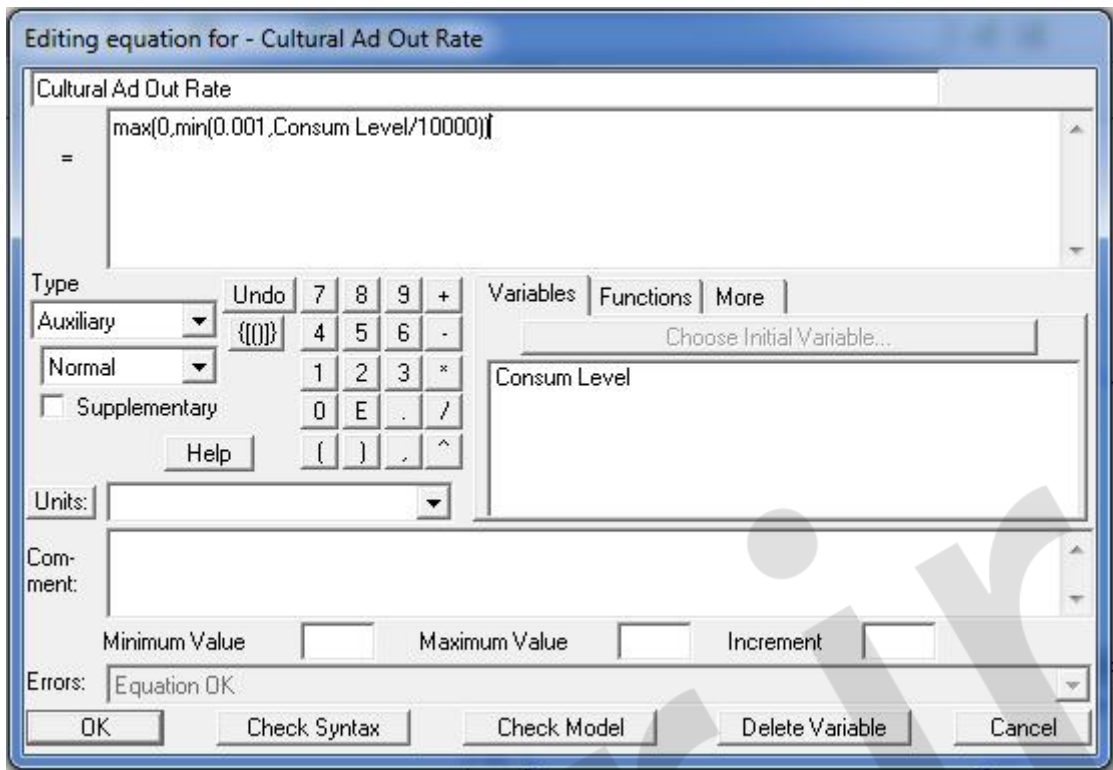 Editing equation for - Cultural Ad Out Rate
Cultural Ad Out Rate
= max(0,min(0.001,Consum Level/10000))
Type
Auxiliary
Normal
Supplementary
Help
Undo 7 8 9 +
{[()]} 4 5 6 -
1 2 3 *
0 E . /
( ) , ^
Variables Functions More
Choose Initial Variable...
Consum Level
Units:
Com-
ment:
Minimum Value Maximum Value Increment
Errors: Equation OK
OK Check Syntax Check Model Delete Variable Cancel